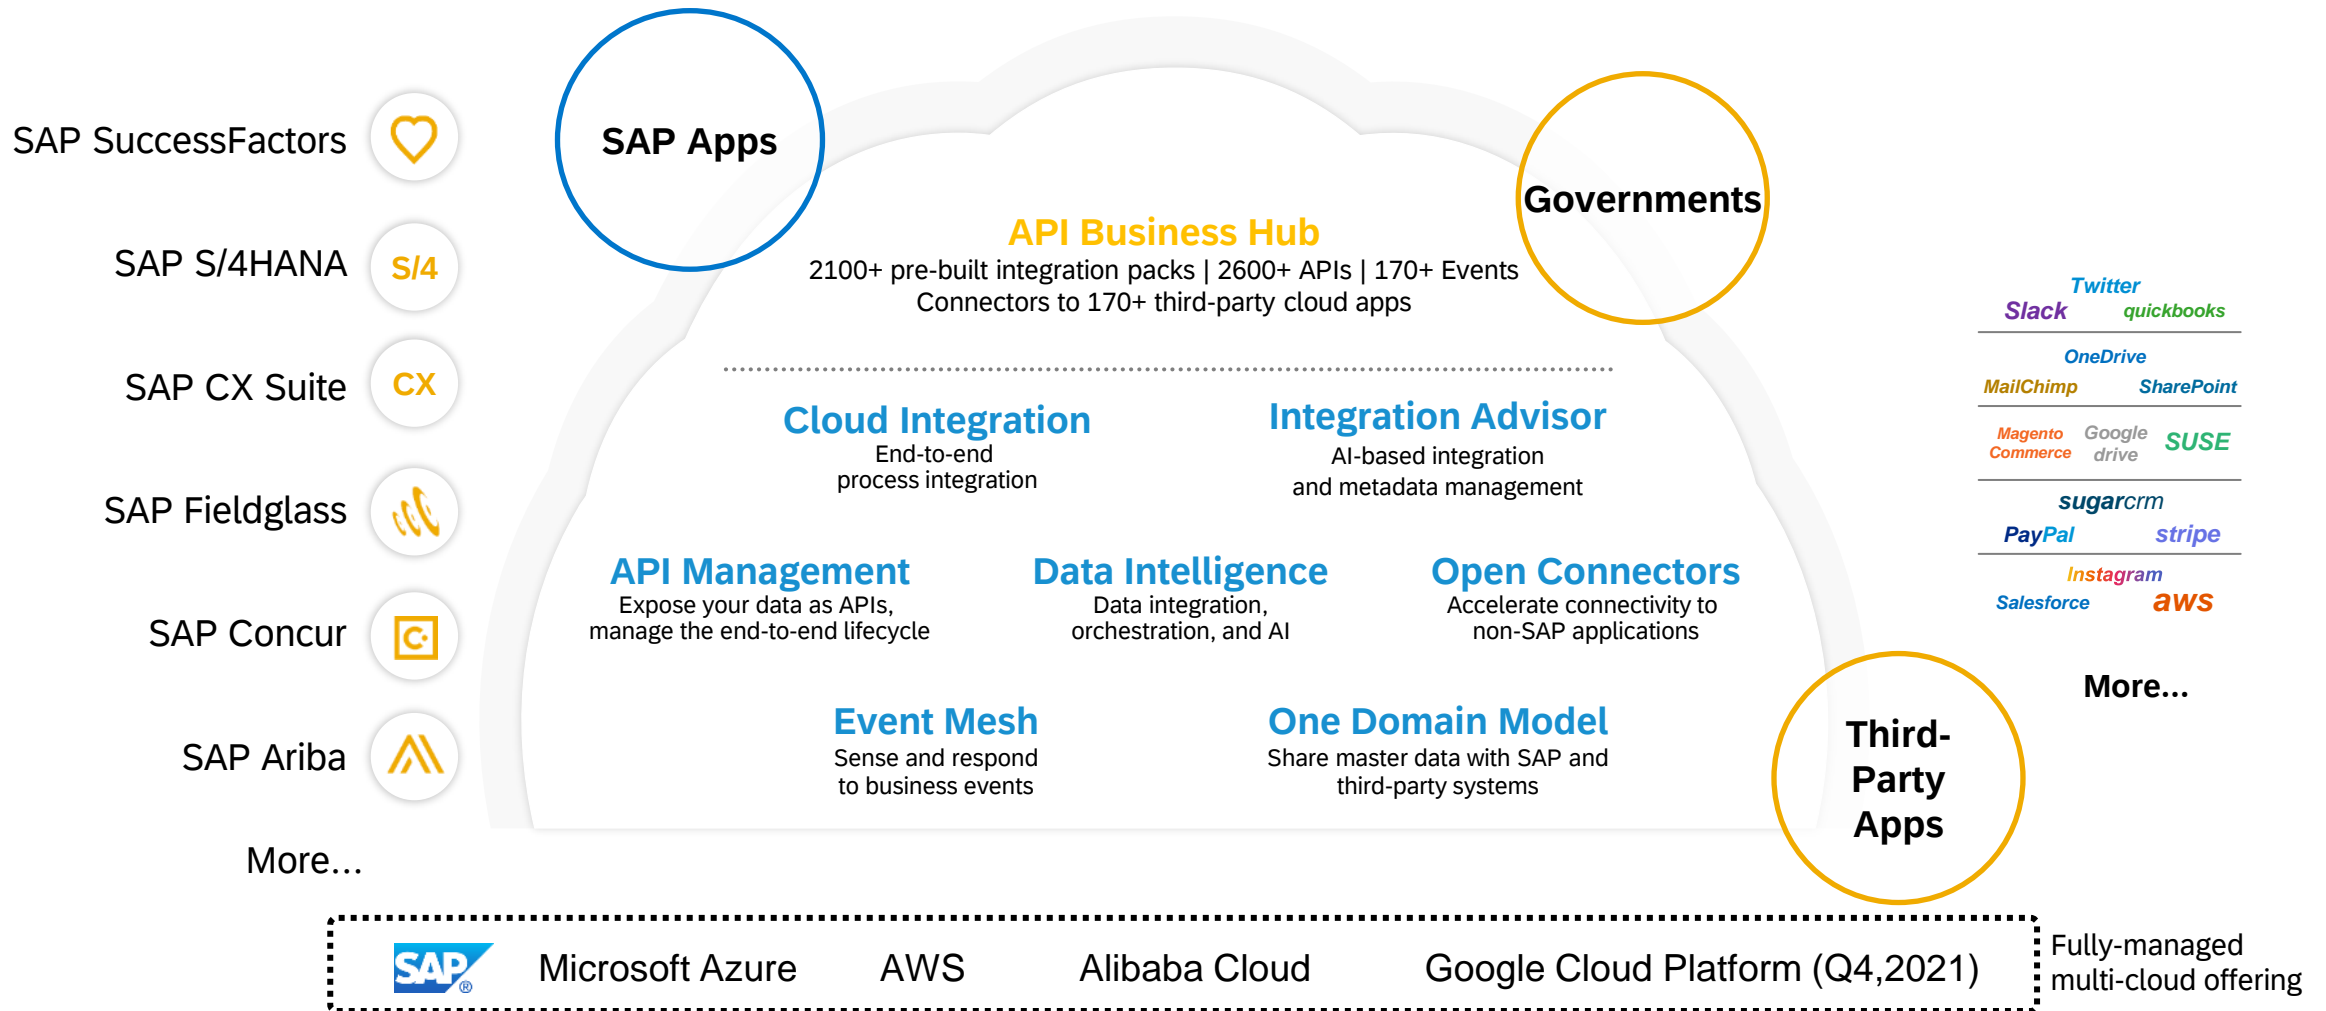 SAP SuccessFactors
SAP S/4HANA
S/4
SAP CX Suite
CX
SAP Fieldglass
SAP Concur
C
SAP Ariba
More...
SAP Apps
Governments
API Business Hub
2100+ pre-built integration packs | 2600+ APIs | 170+ Events
Connectors to 170+ third-party cloud apps
Cloud Integration
End-to-end
process integration
Integration Advisor
AI-based integration
and metadata management
API Management
Expose your data as APIs,
manage the end-to-end lifecycle
Data Intelligence
Data integration,
orchestration, and AI
Open Connectors
Accelerate connectivity to
non-SAP applications
Event Mesh
Sense and respond
to business events
One Domain Model
Share master data with SAP and
third-party systems
Third-
Party
Apps
Twitter
Slack quickbooks
OneDrive
MailChimp SharePoint
Magento
Commerce
Google
drive
SUSE
sugarcrm
PayPal stripe
Instagram
Salesforce aws
More...
SAP ® Microsoft Azure AWS Alibaba Cloud Google Cloud Platform (Q4,2021)
Fully-managed
multi-cloud offering